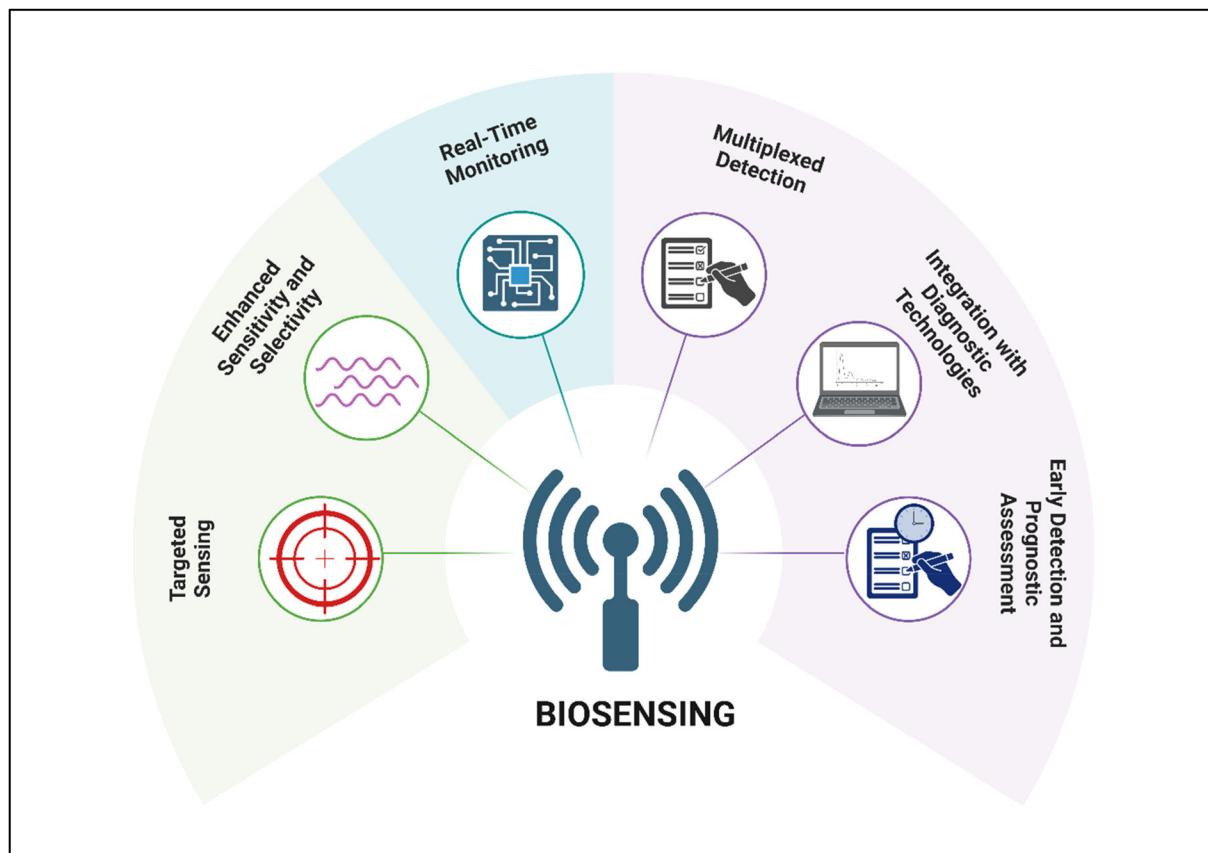 Targeted
Sensing
Enhanced
Sensitivity and
Selectivity
Real-Time
Monitoring
Multiplexed
Detection
Integration with
Diagnostic
Technologies
Early Detection and
Prognostic
Assessment
BIOSENSING